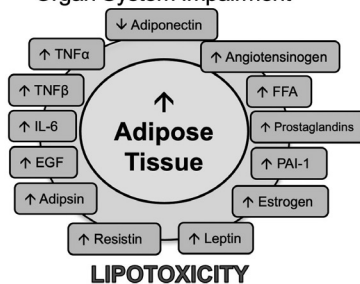 Organ System Impairment
↓ Adiponectin
↑ TNFα
↑ Angiotensinogen
↑ TNFβ
↑ FFA
↑ IL-6
↑ Prostaglandins
↑ EGF
↑ PAI-1
↑ Adipsin
↑ Estrogen
↑ Resistin
↑ Leptin
↑
Adipose
Tissue
LIPOTOXICITY